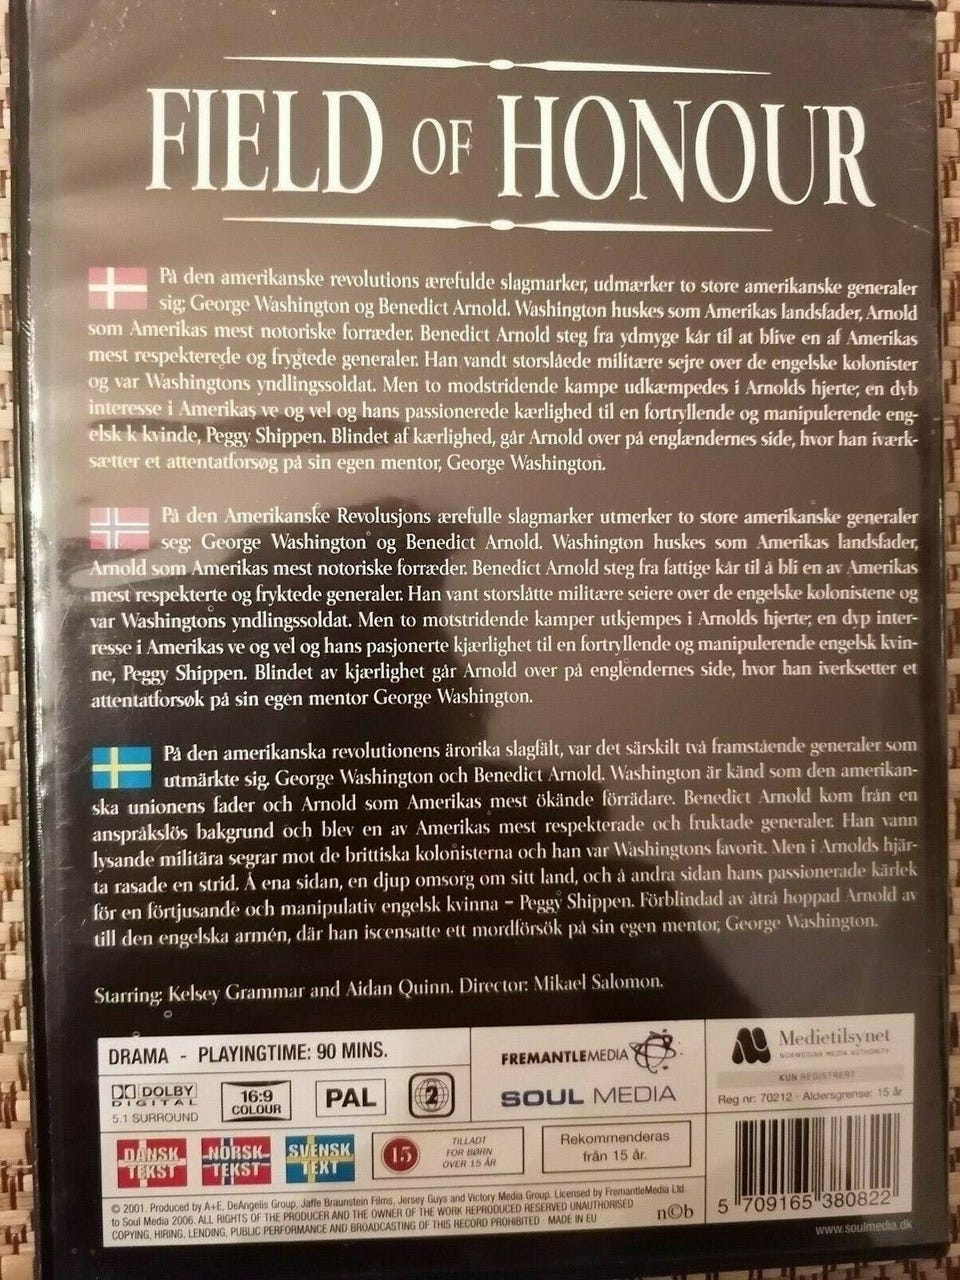 FIELD OF HONOUR
På den amerikanske revolutions ærefulde slagmarker, udmærker to store amerikanske generaler
sig; George Washington og Benedict Arnold. Washington huskes som Amerikas landsfader, Arnold
som Amerikas mest notoriske forræder. Benedict Arnold steg fra ydmyge kår til at blive en af Amerikas
mest respekterede og frygtede generaler. Han vandt storslåede militære sejre over de engelske kolonister
og var Washingtons yndlingssoldat. Men to modstridende kampe udkæmpedes i Arnolds hjerte; en dyb
interesse i Amerikas ve og vel og hans passionerede kærlighed til en fortryllende og manipulerende eng-
elsk k kvinde, Peggy Shippen. Blindet af kærlighed, går Arnold over på englændernes side, hvor han iværk-
sætter et attentatforsøg på sin egen mentor, George Washington.
På den Amerikanske Revolusjons ærefulle slagmarker utmerker to store amerikanske generaler
seg: George Washington og Benedict Arnold. Washington huskes som Amerikas landsfader,
Arnold som Amerikas mest notoriske forræder. Benedict Arnold steg fra fattige kår til å bli en av Amerikas
mest respekterte og fryktede generaler. Han vant storslåtte militære seiere over de engelske kolonistene og
var Washingtons yndlingssoldat. Men to motstridende kamper utkjempes i Arnolds hjerte; en dyp inter-
resse i Amerikas ve og vel og hans pasjonerte kjærlighet til en fortryllende og manipulerende engelsk kvin-
ne, Peggy Shippen. Blindet av kjærlighet går Arnold over på englendernes side, hvor han iverksetter et
attentatforsøk på sin egen mentor George Washington.
På den amerikanska revolutionens ärorika slagfält, var det särskilt två framstående generaler som
utmärkte sig. George Washington och Benedict Arnold. Washington är känd som den amerikan-
ska unionens fader och Arnold som Amerikas mest ökände förrädare. Benedict Arnold kom från en
anspråkslös bakgrund och blev en av Amerikas mest respekterade och fruktade generaler. Han vann
lysande militära segrar mot de brittiska kolonisterna och han var Washingtons favorit. Men i Arnolds hjär-
ta rasade en strid. Å ena sidan, en djup omsorg om sitt land, och å andra sidan hans passionerade kärlek
för en förtjusande och manipulativ engelsk kvinna – Peggy Shippen. Förblindad av åtrå hoppad Arnold av
till den engelska armén, där han iscensatte ett mordförsök på sin egen mentor, George Washington.
Starring: Kelsey Grammar and Aidan Quinn. Director: Mikael Salomon.
DRAMA - PLAYINGTIME: 90 MINS.
DOLBY
DIGITAL
5.1 SURROUND
16:9
COLOUR
PAL
2
FREMANTLEMEDIA
SOUL MEDIA
Medietilsynet
NORWEGIAN MEDIA AUTHORITY
KUN REGISTRERT
Reg nr: 70212 · Aldersgrense: 15 år
DANSK
TEKST
NORSK
TEKST
SVENSK
TEXT
15
TILLADT
FOR BØRN
OVER 15 ÅR
Rekommenderas
från 15 år.
5 709165 380822
© 2001. Produced by A+E, DeAngelis Group, Jaffe Braunstein Films, Jersey Guys and Victory Media Group. Licensed by FremantleMedia Ltd.
to Soul Media 2006. ALL RIGHTS OF THE PRODUCER AND THE OWNER OF THE WORK REPRODUCED RESERVED UNAUTHORISED
COPYING, HIRING, LENDING, PUBLIC PERFORMANCE AND BROADCASTING OF THIS RECORD PROHIBITED · MADE IN EU
n©b
www.soulmedia.dk